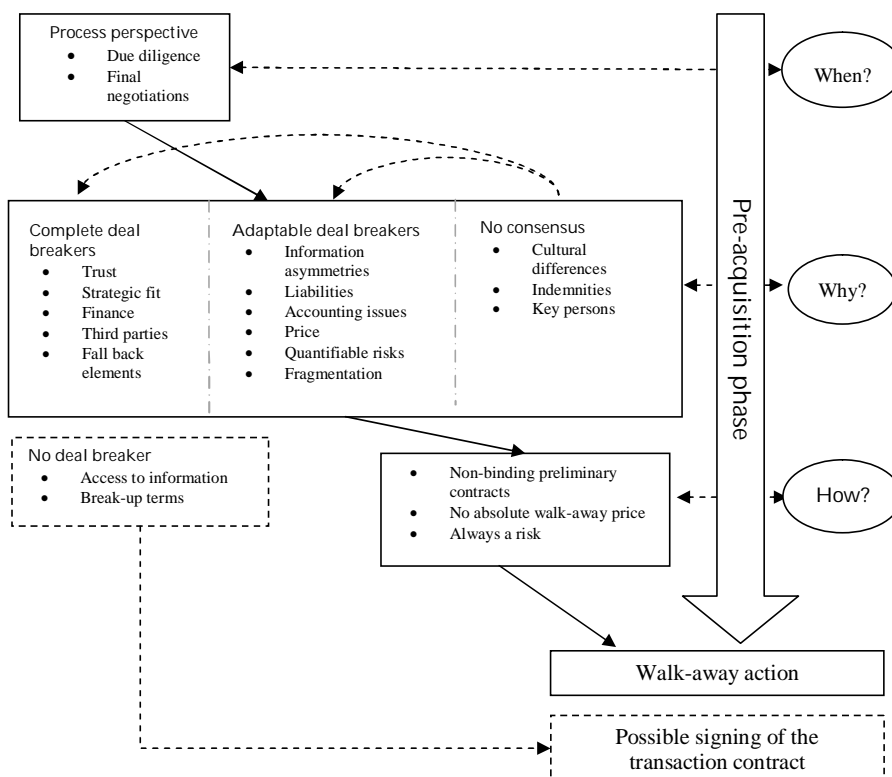 Process perspective
• Due diligence
• Final
negotiations
When?
Complete deal
breakers
• Trust
• Strategic fit
• Finance
• Third parties
• Fall back
elements
Adaptable deal breakers
• Information
asymmetries
• Liabilities
• Accounting issues
• Price
• Quantifiable risks
• Fragmentation
No consensus
• Cultural
differences
• Indemnities
• Key persons
Why?
Pre-acquisition phase
No deal breaker
• Access to information
• Break-up terms
• Non-binding preliminary
contracts
• No absolute walk-away price
• Always a risk
How?
Walk-away action
Possible signing of the
transaction contract